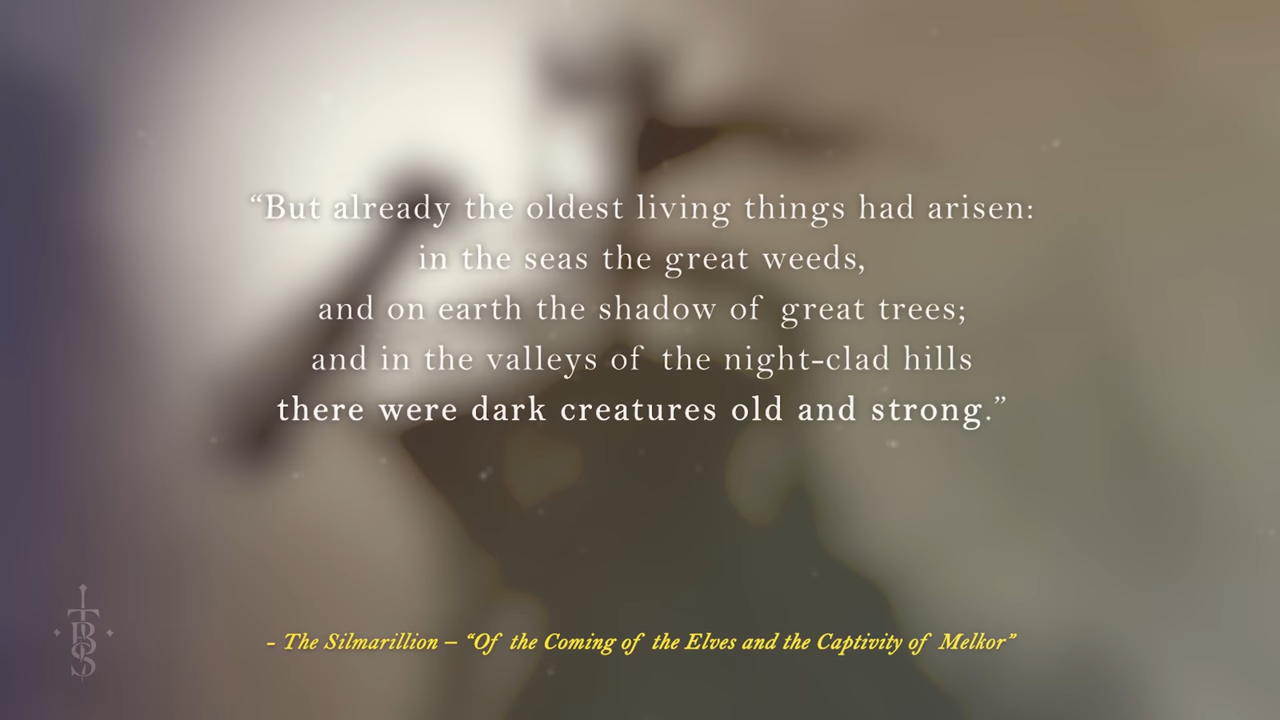 “But already the oldest living things had arisen:
in the seas the great weeds,
and on earth the shadow of great trees;
and in the valleys of the night-clad hills
there were dark creatures old and strong.”
- The Silmarillion – “Of the Coming of the Elves and the Captivity of Melkor”
TBS